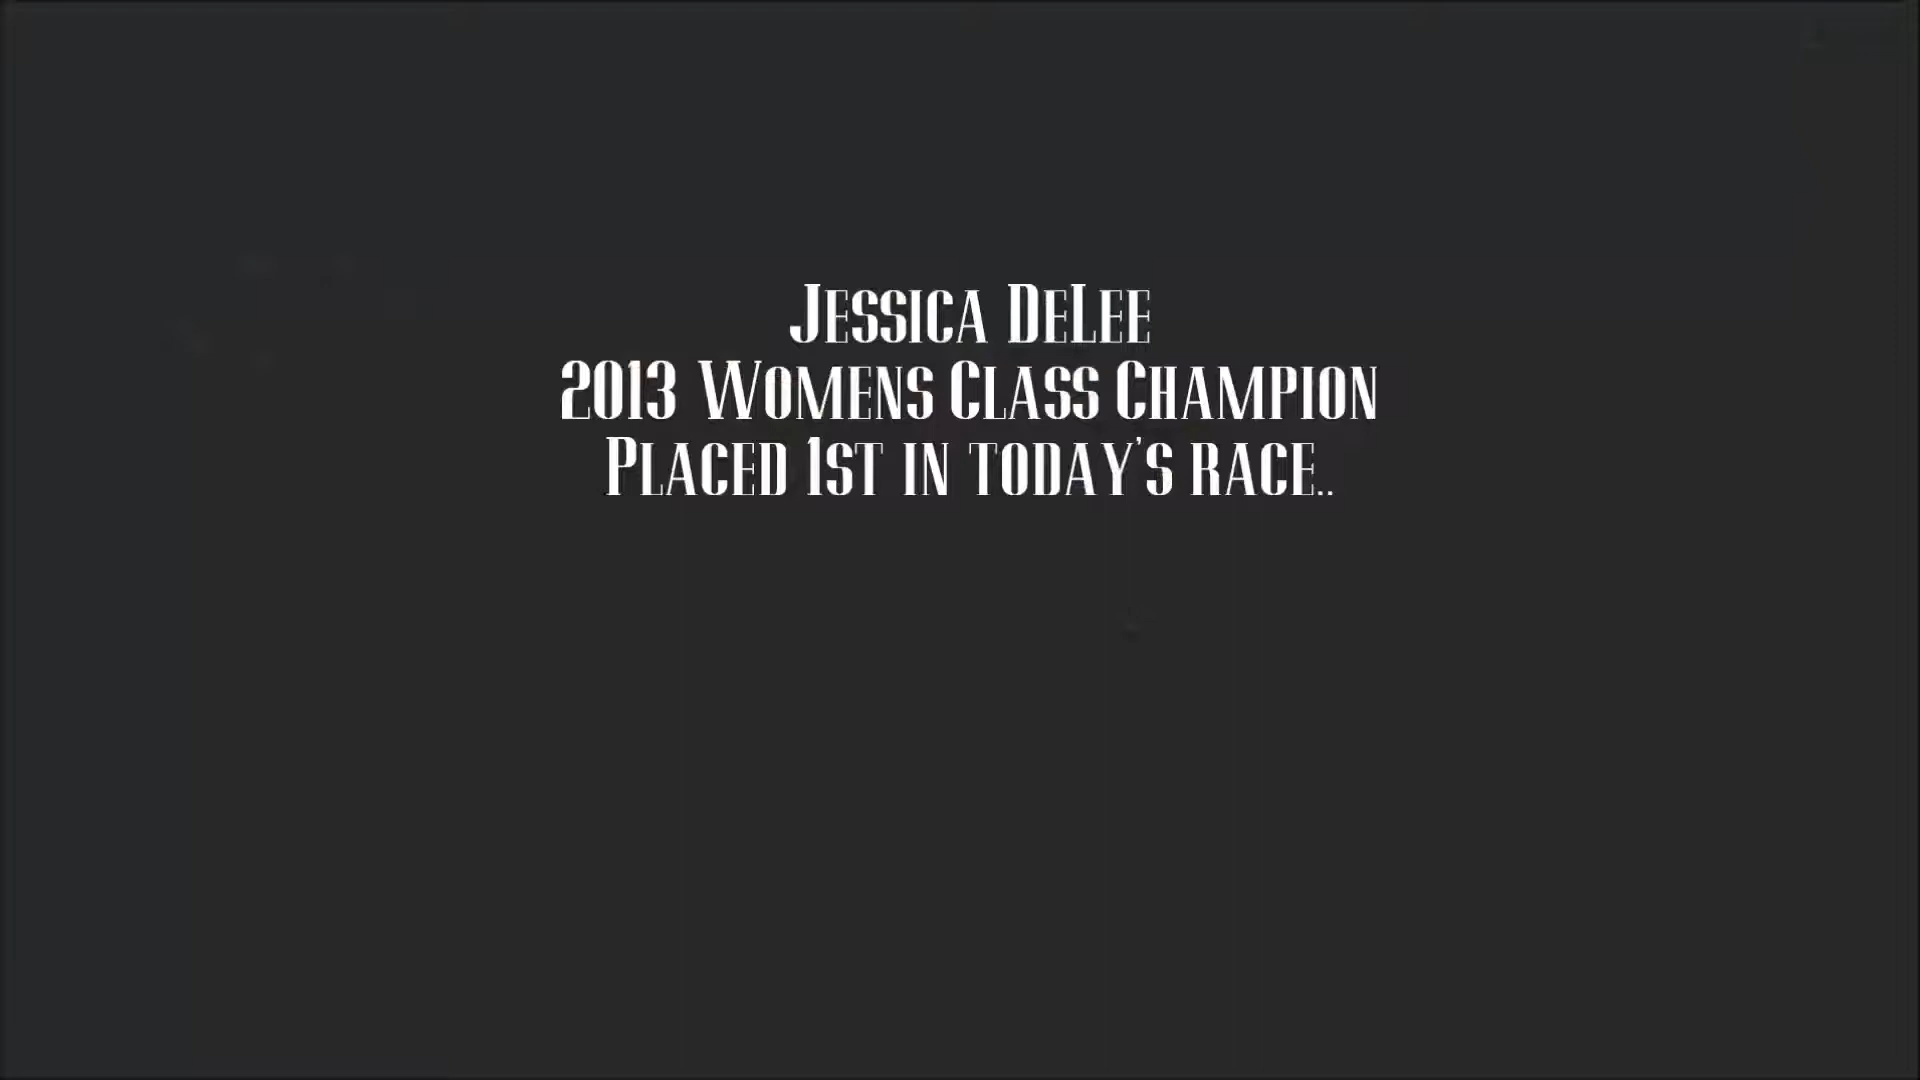 Jessica DeLee
2013 Womens Class Champion
Placed 1st in today's race..